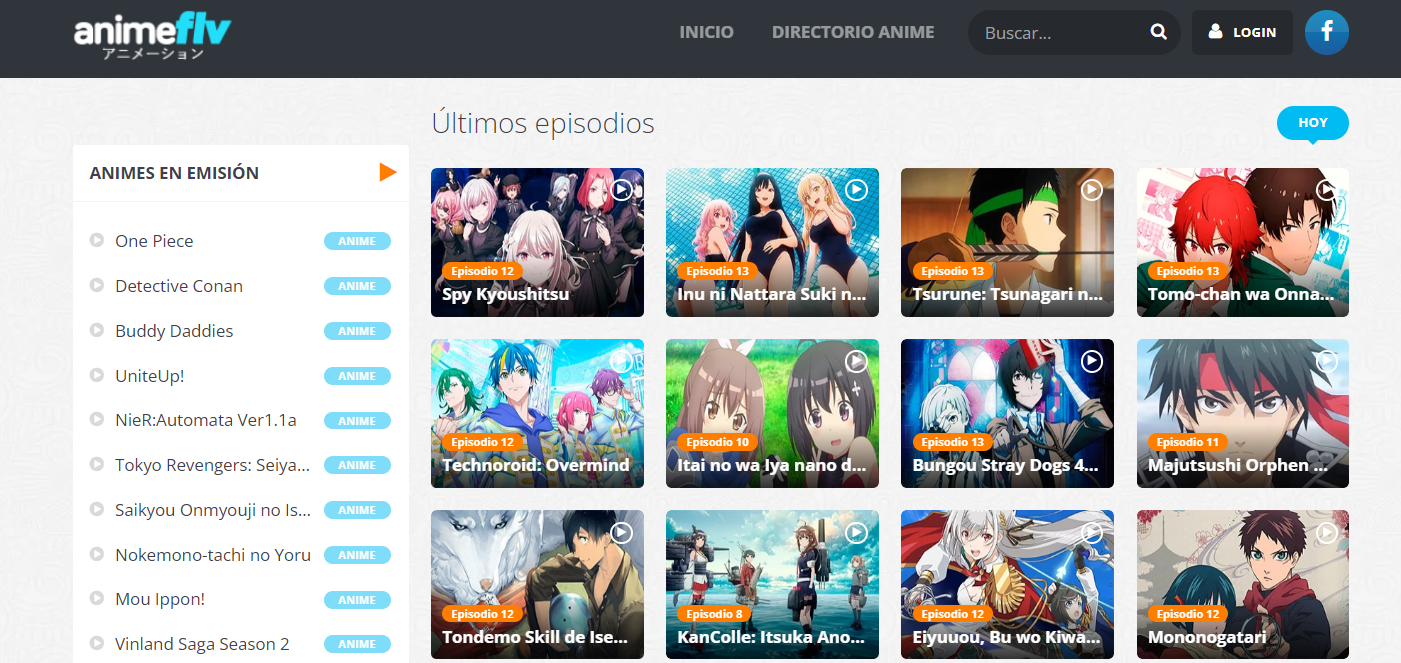 animeflv
アニメーション
INICIO
DIRECTORIO ANIME
Buscar...
LOGIN
f
Últimos episodios
HOY
ANIMES EN EMISIÓN
One Piece ANIME
Detective Conan ANIME
Buddy Daddies ANIME
UniteUp! ANIME
NieR:Automata Ver1.1a ANIME
Tokyo Revengers: Seiya... ANIME
Saikyou Onmyouji no Is... ANIME
Nokemono-tachi no Yoru ANIME
Mou Ippon! ANIME
Vinland Saga Season 2 ANIME
Episodio 12
Spy Kyoushitsu
Episodio 13
Inu ni Nattara Suki n...
Episodio 13
Tsurune: Tsunagari n...
Episodio 13
Tomo-chan wa Onna...
Episodio 12
Technoroid: Overmind
Episodio 10
Itai no wa Iya nano d...
Episodio 13
Bungou Stray Dogs 4...
Episodio 11
Majutsushi Orphen ...
Episodio 12
Tondemo Skill de Ise...
Episodio 8
KanColle: Itsuka Ano...
Episodio 12
Eiyuuou, Bu wo Kiwa...
Episodio 12
Mononogatari